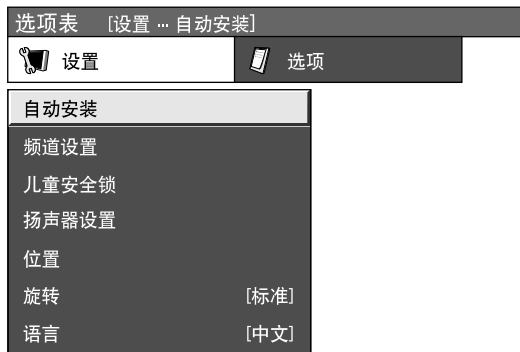 选项表 [设置 … 自动安装]
设置 选项
自动安装
频道设置
儿童安全锁
扬声器设置
位置
旋转 [标准]
语言 [中文]